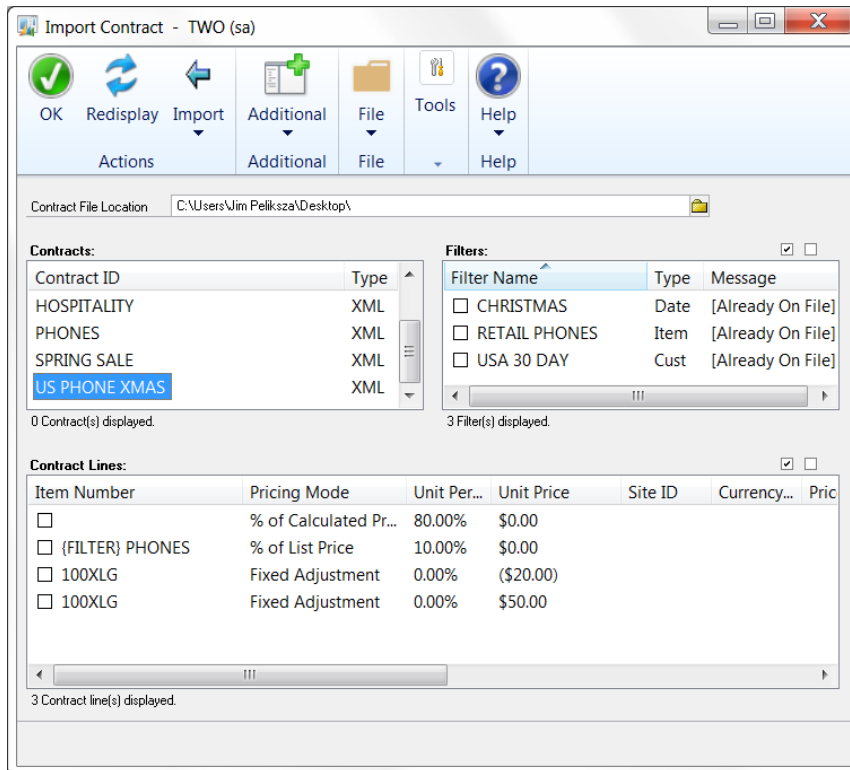 Import Contract - TWO (sa)
OK Redisplay Import Additional File Tools Help
Actions Additional File Help
Contract File Location C:\Users\Jim Peliksza\Desktop\
Contracts: Filters:
Contract ID Type Filter Name Type Message
HOSPITALITY XML CHRISTMAS Date [Already On File]
PHONES XML RETAIL PHONES Item [Already On File]
SPRING SALE XML USA 30 DAY Cust [Already On File]
US PHONE XMAS XML
0 Contract(s) displayed. 3 Filter(s) displayed.
Contract Lines:
Item Number Pricing Mode Unit Per... Unit Price Site ID Currency... Pric
% of Calculated Pr... 80.00% $0.00
{FILTER} PHONES % of List Price 10.00% $0.00
100XLG Fixed Adjustment 0.00% ($20.00)
100XLG Fixed Adjustment 0.00% $50.00
3 Contract line(s) displayed.